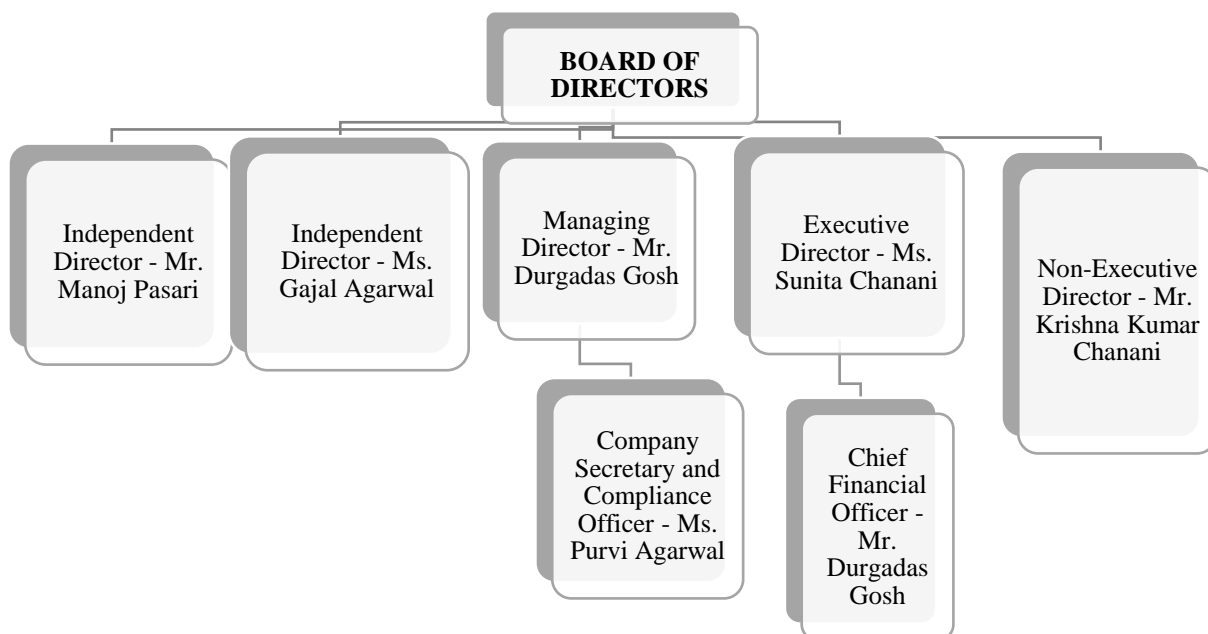 BOARD OF
DIRECTORS
Independent
Director - Mr.
Manoj Pasari
Independent
Director - Ms.
Gajal Agarwal
Managing
Director - Mr.
Durgadas Gosh
Executive
Director - Ms.
Sunita Chanani
Non-Executive
Director - Mr.
Krishna Kumar
Chanani
Company
Secretary and
Compliance
Officer - Ms.
Purvi Agarwal
Chief
Financial
Officer -
Mr.
Durgadas
Gosh